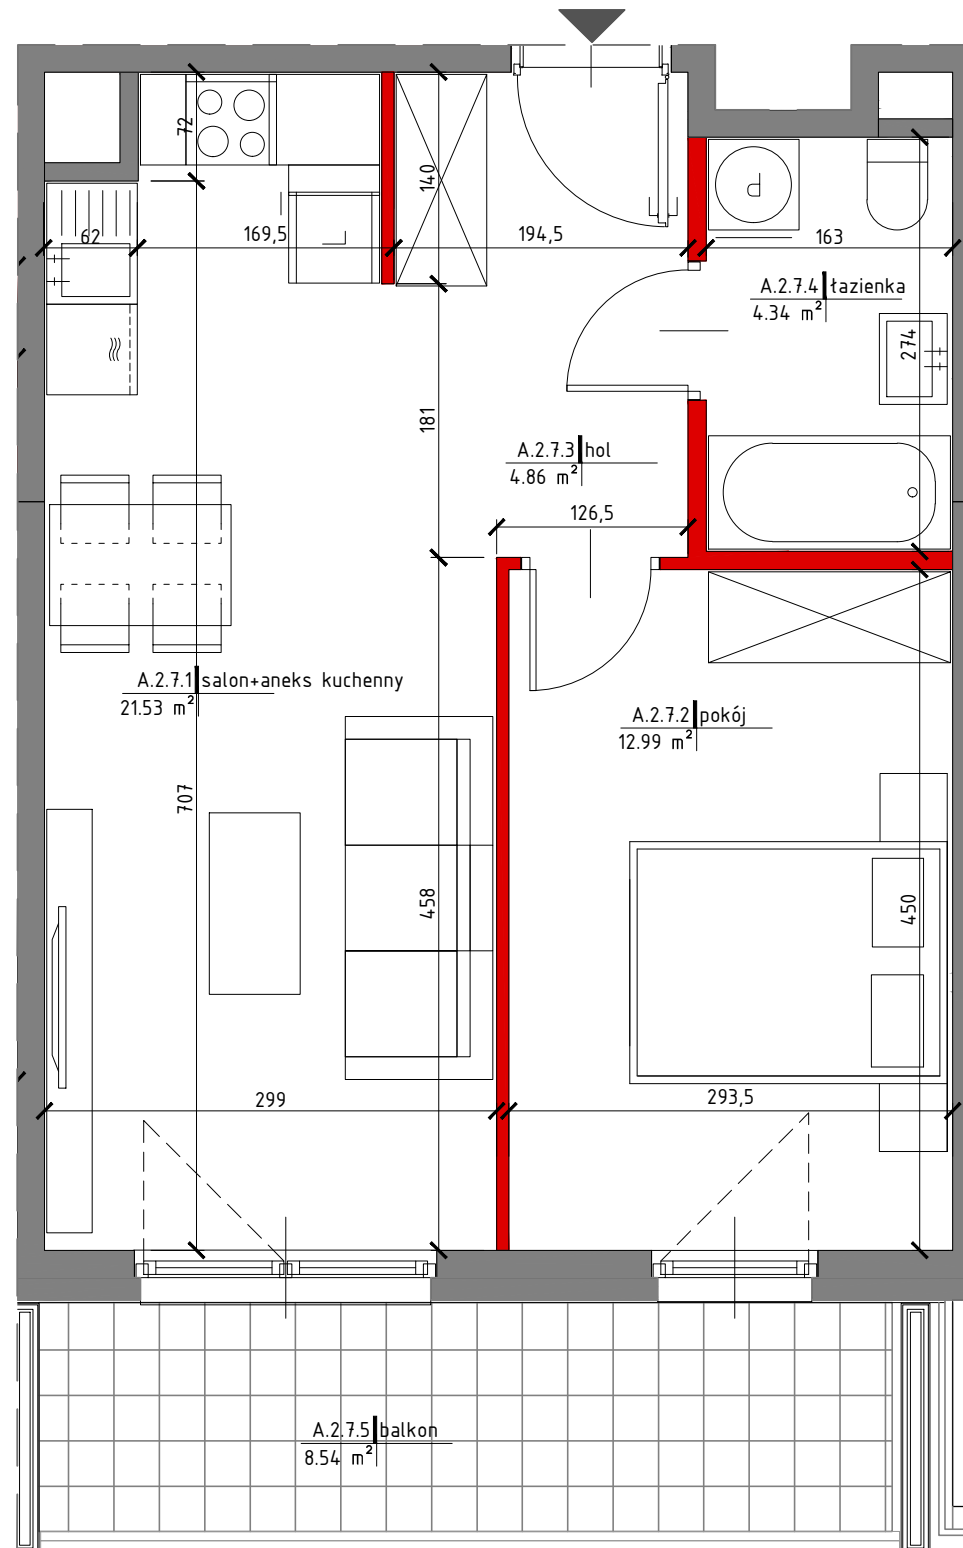 72
140
62
169,5
194,5
163
A.2.7.4 łazienka
4.34 m²
274
181
A.2.7.3 hol
4.86 m²
126,5
A.2.7.1 salon+aneks kuchenny
21.53 m²
A.2.7.2 pokój
12.99 m²
707
458
450
299
293,5
A.2.7.5 balkon
8.54 m²